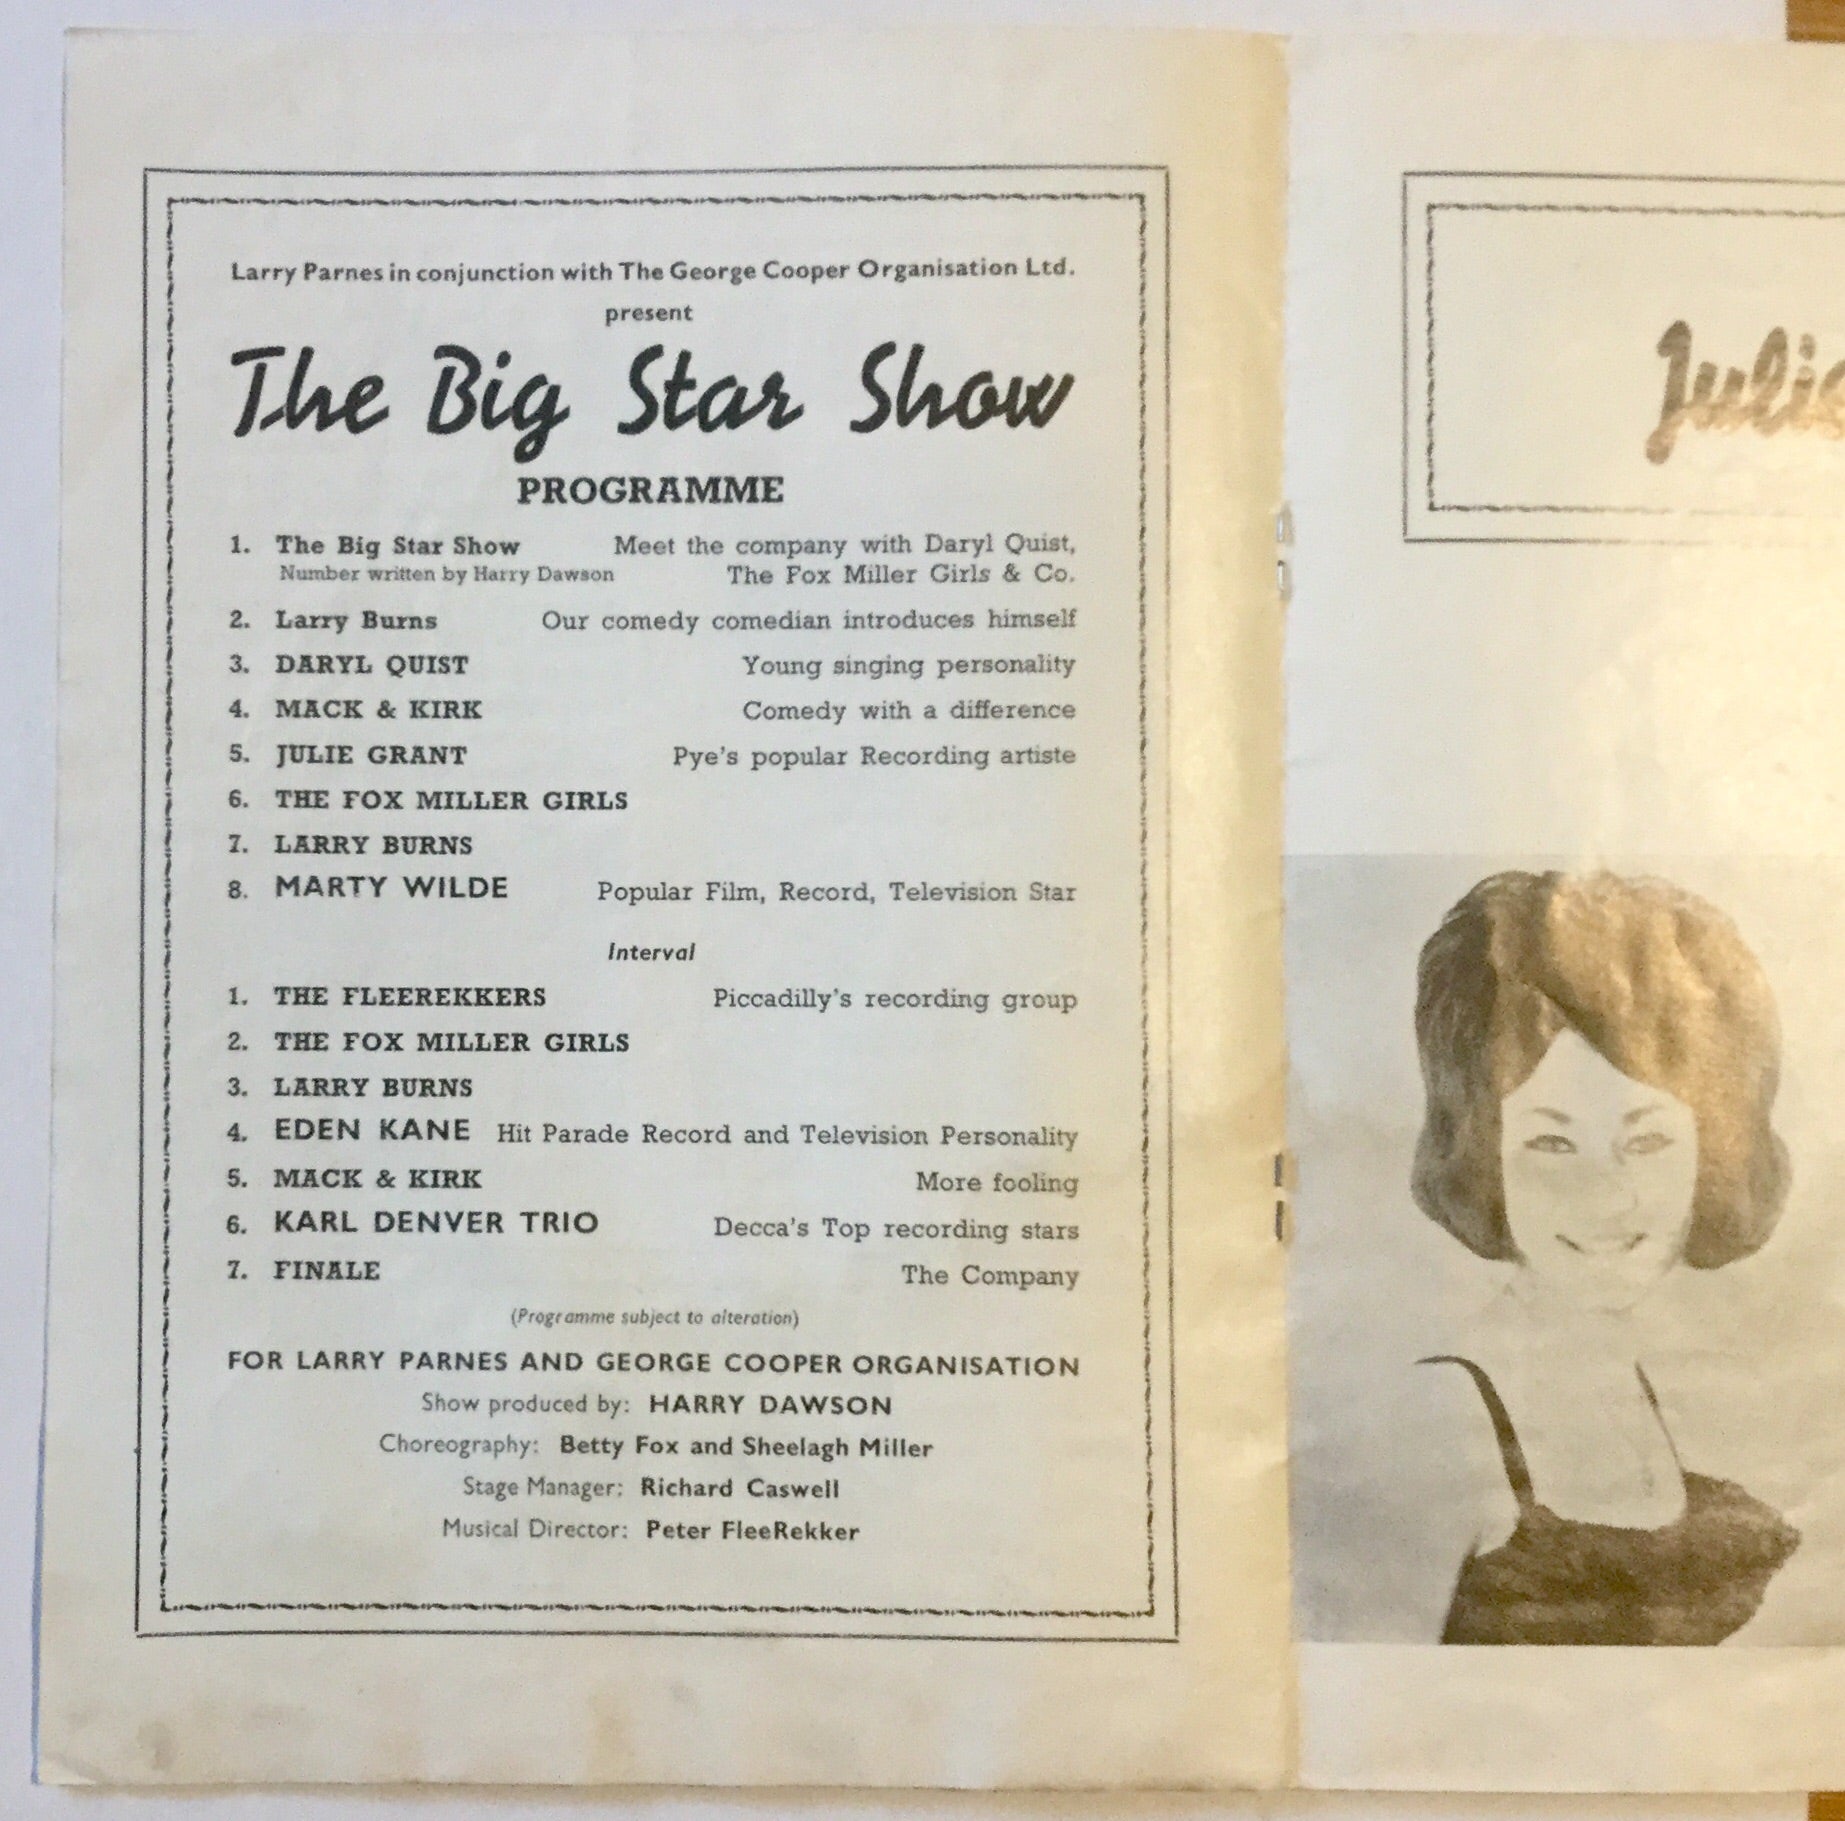 Larry Parnes in conjunction with The George Cooper Organisation Ltd.
present
The Big Star Show
PROGRAMME
1. The Big Star Show Meet the company with Daryl Quist,
Number written by Harry Dawson The Fox Miller Girls & Co.
2. Larry Burns Our comedy comedian introduces himself
3. DARYL QUIST Young singing personality
4. MACK & KIRK Comedy with a difference
5. JULIE GRANT Pye's popular Recording artiste
6. THE FOX MILLER GIRLS
7. LARRY BURNS
8. MARTY WILDE Popular Film, Record, Television Star
Interval
1. THE FLEEREKKERS Piccadilly's recording group
2. THE FOX MILLER GIRLS
3. LARRY BURNS
4. EDEN KANE Hit Parade Record and Television Personality
5. MACK & KIRK More fooling
6. KARL DENVER TRIO Decca's Top recording stars
7. FINALE The Company
(Programme subject to alteration)
FOR LARRY PARNES AND GEORGE COOPER ORGANISATION
Show produced by: HARRY DAWSON
Choreography: Betty Fox and Sheelagh Miller
Stage Manager: Richard Caswell
Musical Director: Peter FleeRekker